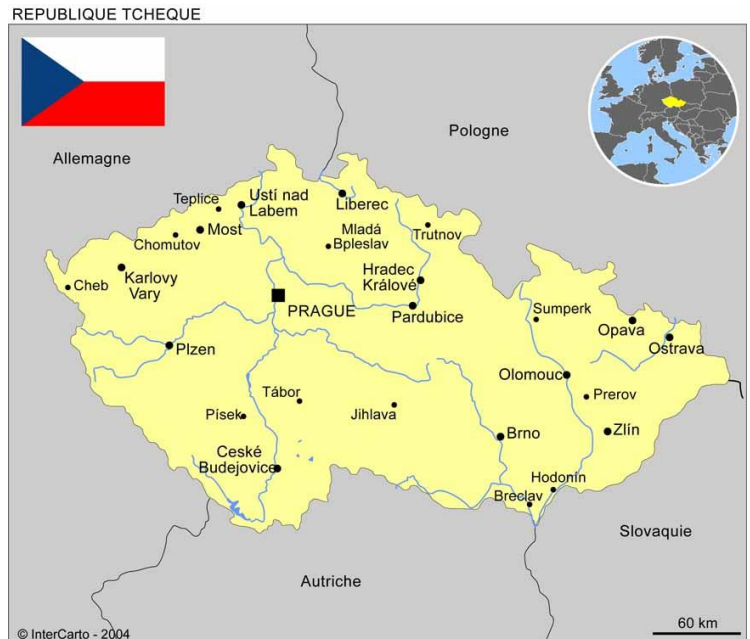 REPUBLIQUE TCHEQUE
Pologne
Allemagne
Teplice
Ustí nad
Labem
Liberec
Most
Mladá
Bpleslav
Trutnov
Chomutov
Karlovy
Vary
Cheb
Hradec
Králové
PRAGUE
Pardubice
Sumperk
Opava
Ostrava
Plzen
Olomouc
Tábor
Prerov
Písek
Jihlava
Zlín
Brno
Ceské
Budejovice
Hodonín
Breclav
Slovaquie
Autriche
60 km
© InterCarto - 2004